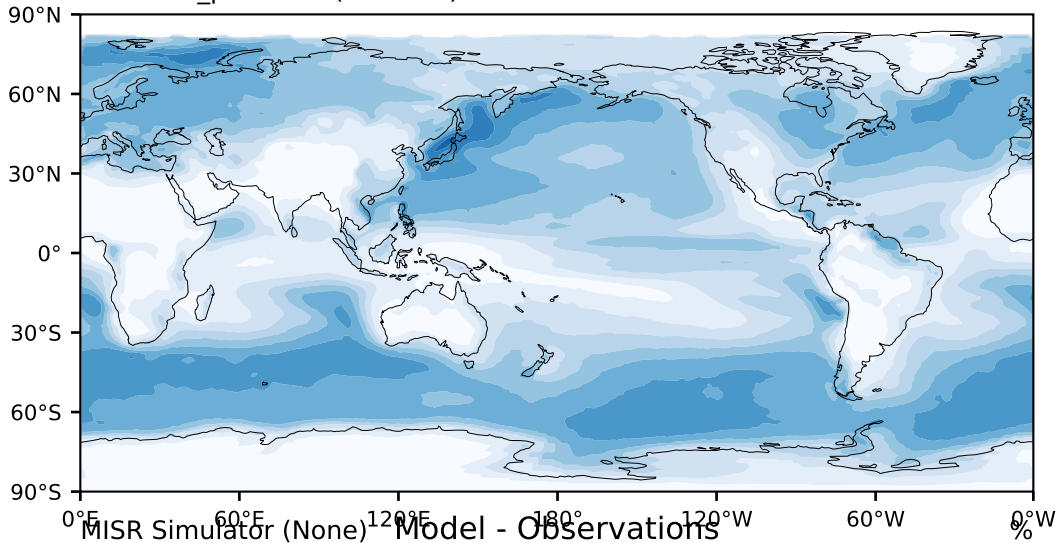 90°N
60°N
30°N
0°
30°S
60°S
90°S
0°E 60°E 120°E 180° 120°W 60°W 0°W
MISR Simulator (None) Model - Observations %